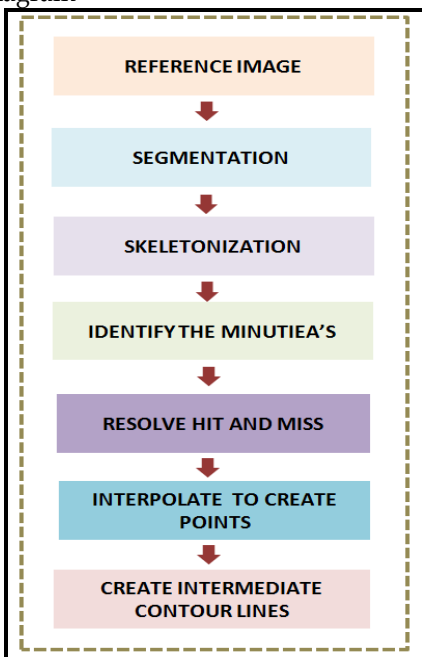 REFERENCE IMAGE
SEGMENTATION
SKELETONIZATION
IDENTIFY THE MINUTIEA'S
RESOLVE HIT AND MISS
INTERPOLATE TO CREATE
POINTS
CREATE INTERMEDIATE
CONTOUR LINES